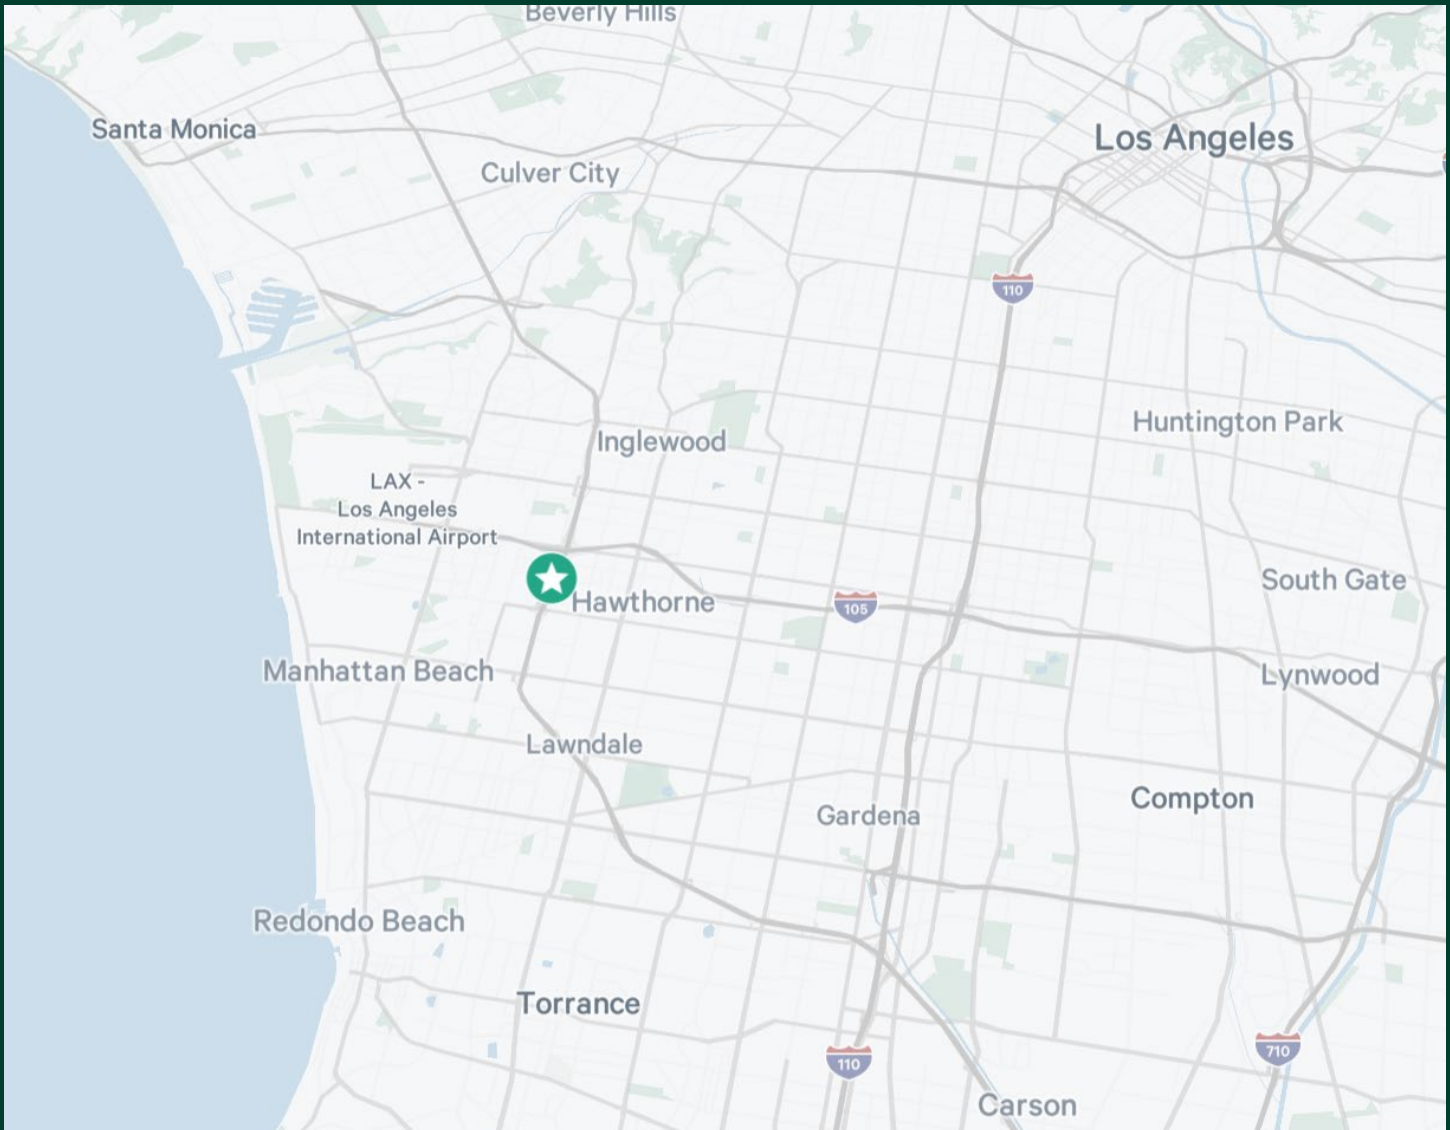 Beverly Hills
Santa Monica
Los Angeles
Culver City
110
Huntington Park
Inglewood
LAX -
Los Angeles
International Airport
South Gate
Hawthorne
105
Manhattan Beach
Lynwood
Lawndale
Compton
Gardena
Redondo Beach
Torrance
710
110
Carson